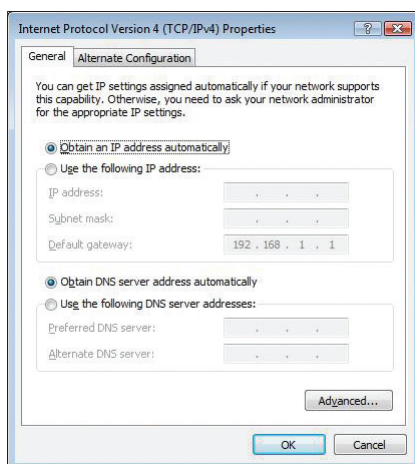 Internet Protocol Version 4 (TCP/IPv4) Properties
General
Alternate Configuration
You can get IP settings assigned automatically if your network supports
this capability. Otherwise, you need to ask your network administrator
for the appropriate IP settings.
Obtain an IP address automatically
Use the following IP address:
IP address:
Subnet mask:
Default gateway: 192 . 168 . 1 . 1
Obtain DNS server address automatically
Use the following DNS server addresses:
Preferred DNS server:
Alternate DNS server:
Advanced...
OK
Cancel